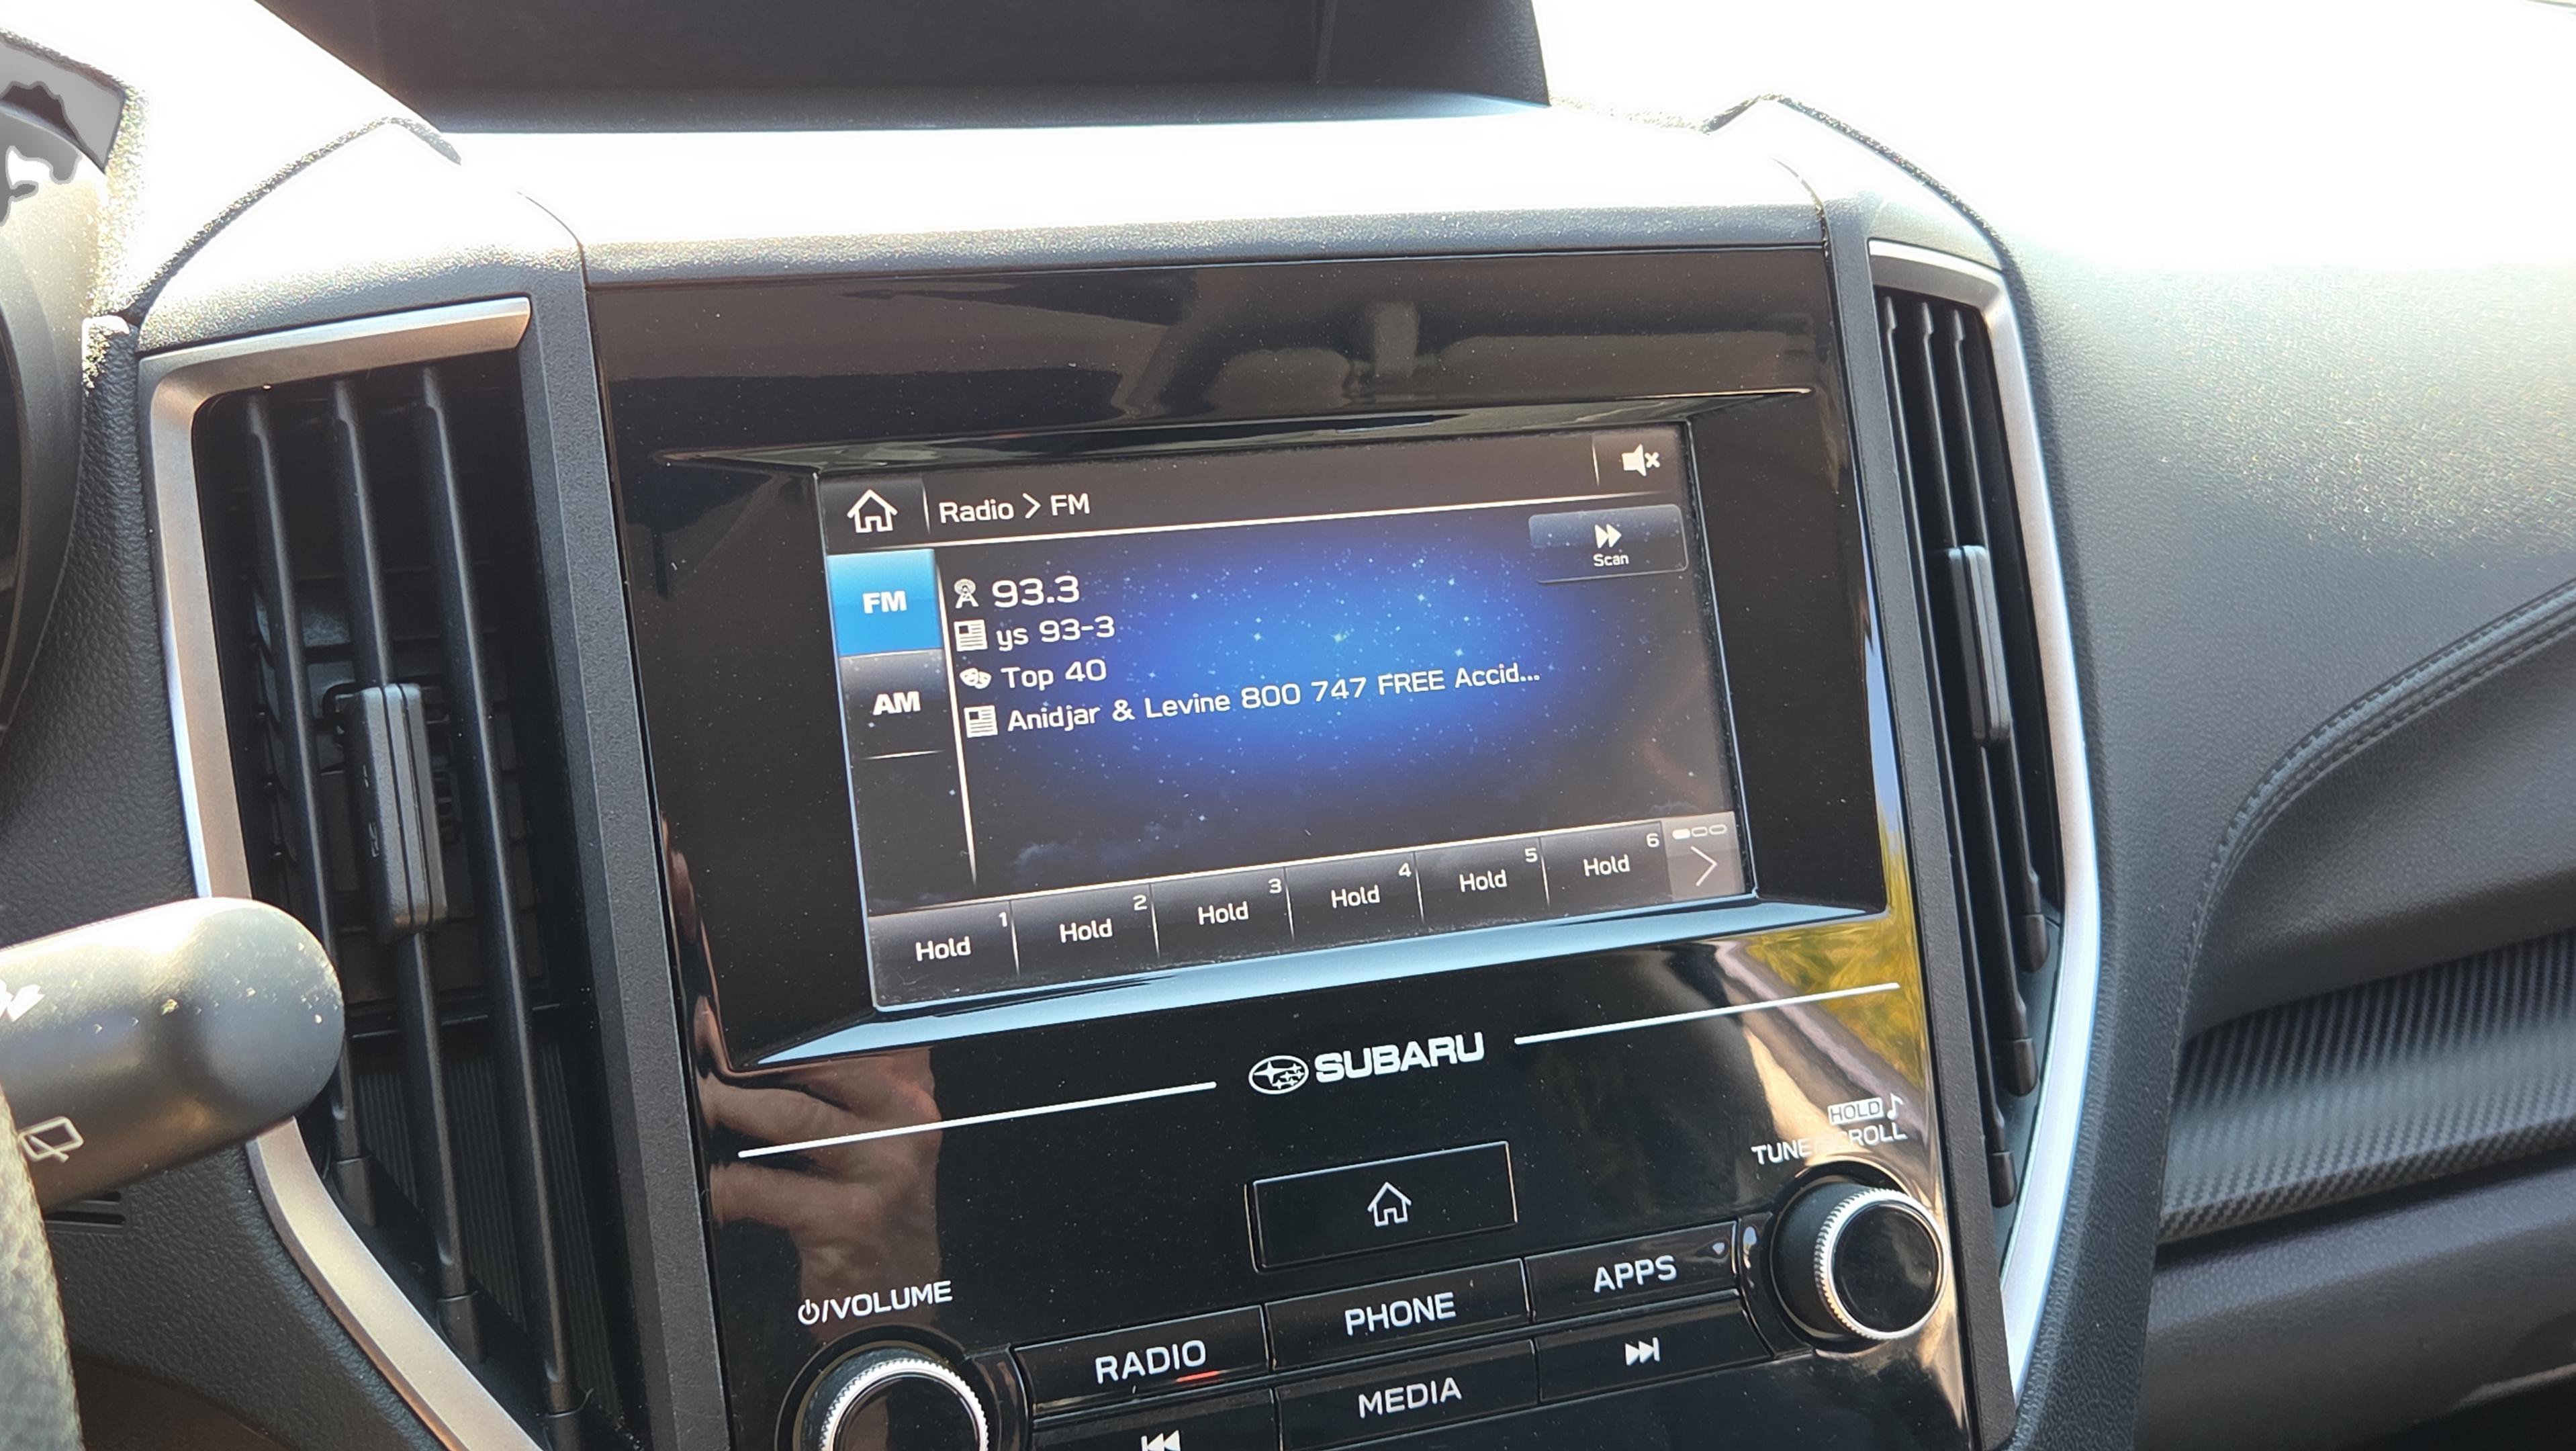 Radio > FM
Scan
FM
93.3
ys 93-3
Top 40
AM
Anidjar & Levine 800 747 FREE Accid...
Hold 1
Hold 2
Hold 3
Hold 4
Hold 5
Hold 6
SUBARU
HOLD
TUNE/SCROLL
/VOLUME
RADIO
PHONE
APPS
MEDIA